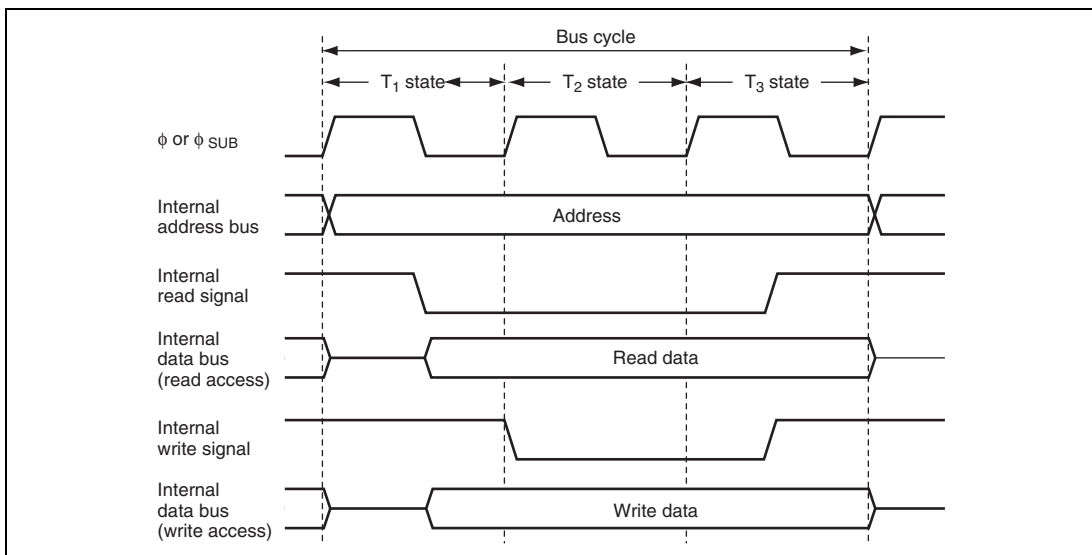 Bus cycle
T1 state
T2 state
T3 state
φ or φ SUB
Internal
address bus
Address
Internal
read signal
Internal
data bus
(read access)
Read data
Internal
write signal
Internal
data bus
(write access)
Write data